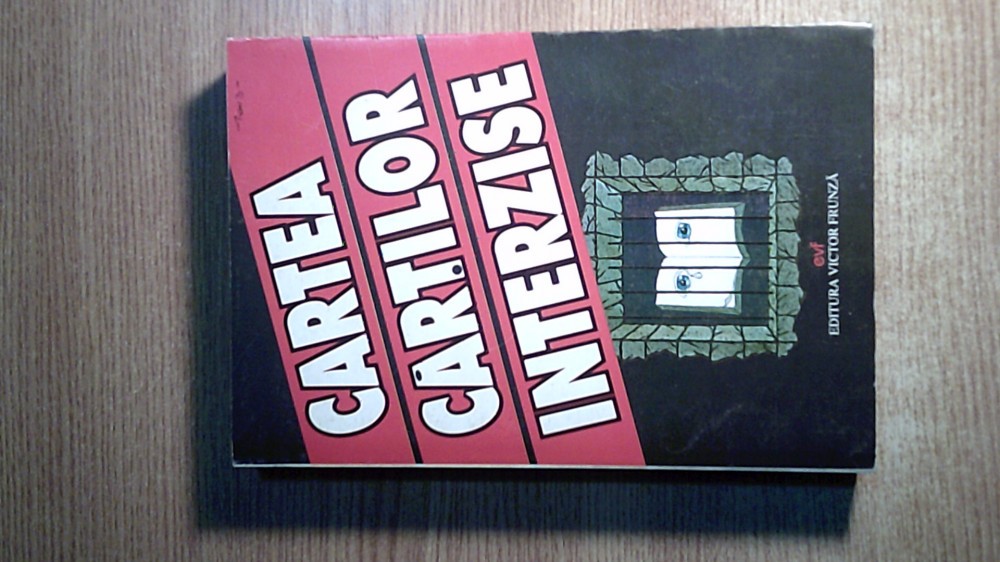 CARTEA
CĂRȚILOR
INTERZISE
evf
EDITURA VICTOR FRUNZĂ